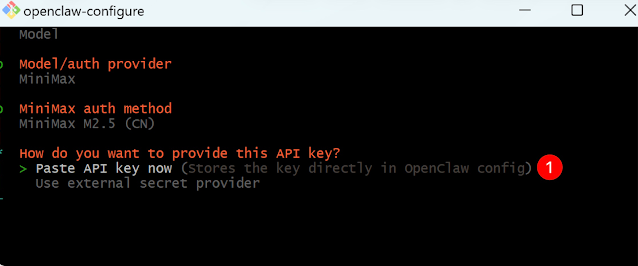 openclaw-configure
Model
Model/auth provider
MiniMax
MiniMax auth method
MiniMax M2.5 (CN)
How do you want to provide this API key?
> Paste API key now (Stores the key directly in OpenClaw config) 1
Use external secret provider